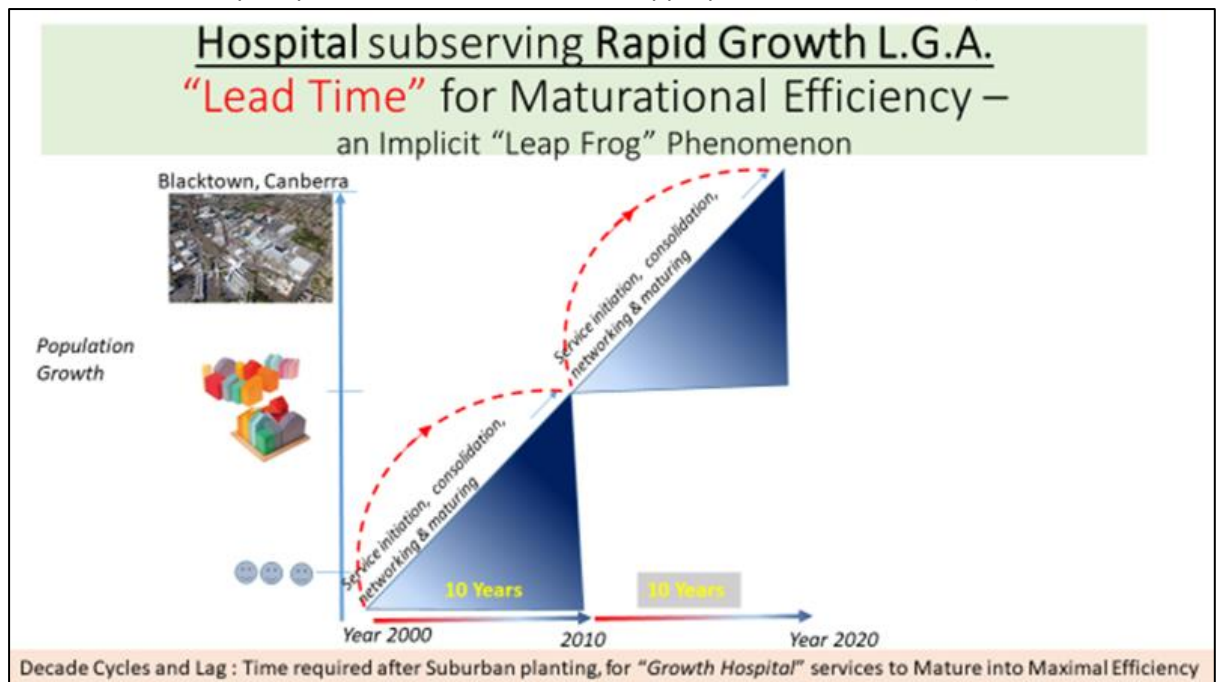 Hospital subserving Rapid Growth L.G.A.
“Lead Time” for Maturational Efficiency –
an Implicit “Leap Frog” Phenomenon
Blacktown, Canberra
Population
Growth
Service initiation, consolidation,
networking & maturing
Service initiation, consolidation,
networking & maturing
10 Years
10 Years
Year 2000
2010
Year 2020
Decade Cycles and Lag : Time required after Suburban planting, for “Growth Hospital” services to Mature into Maximal Efficiency